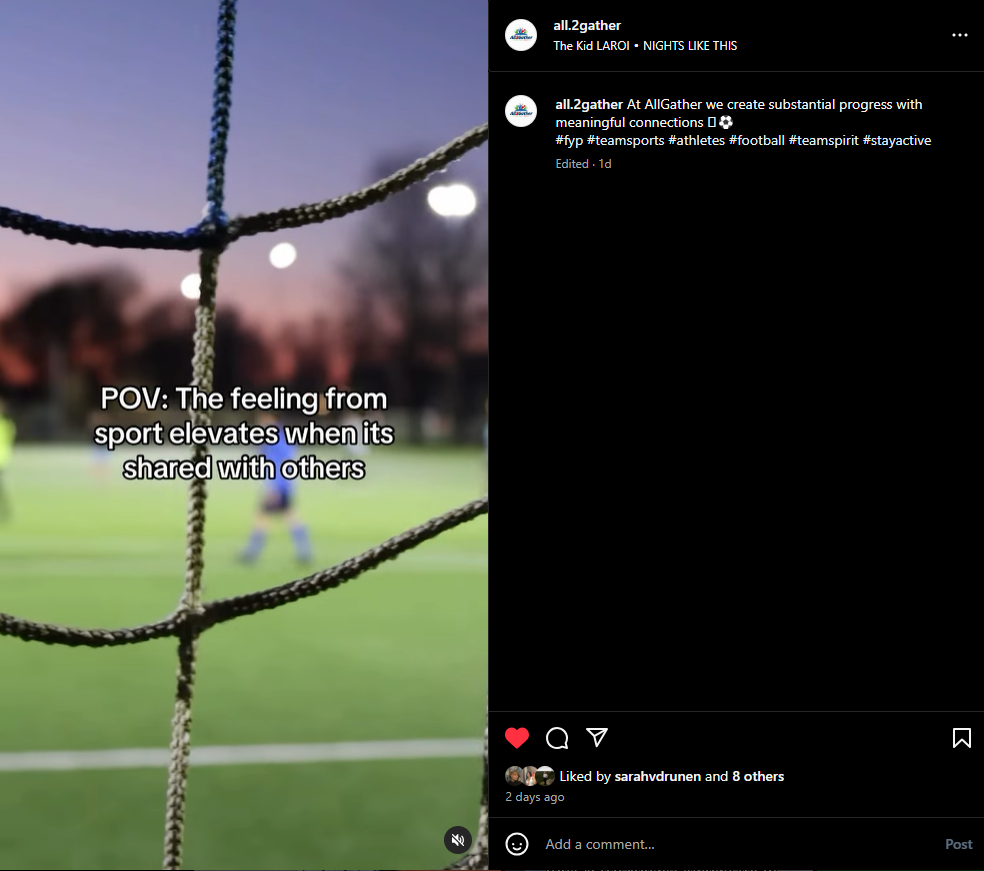 POV: The feeling from
sport elevates when its
shared with others
all.2gather
The Kid LAROI • NIGHTS LIKE THIS
all.2gather At AllGather we create substantial progress with
meaningful connections ▯⚽
#fyp #teamsports #athletes #football #teamspirit #stayactive
Edited · 1d
Liked by sarahvdrunen and 8 others
2 days ago
Add a comment...
Post